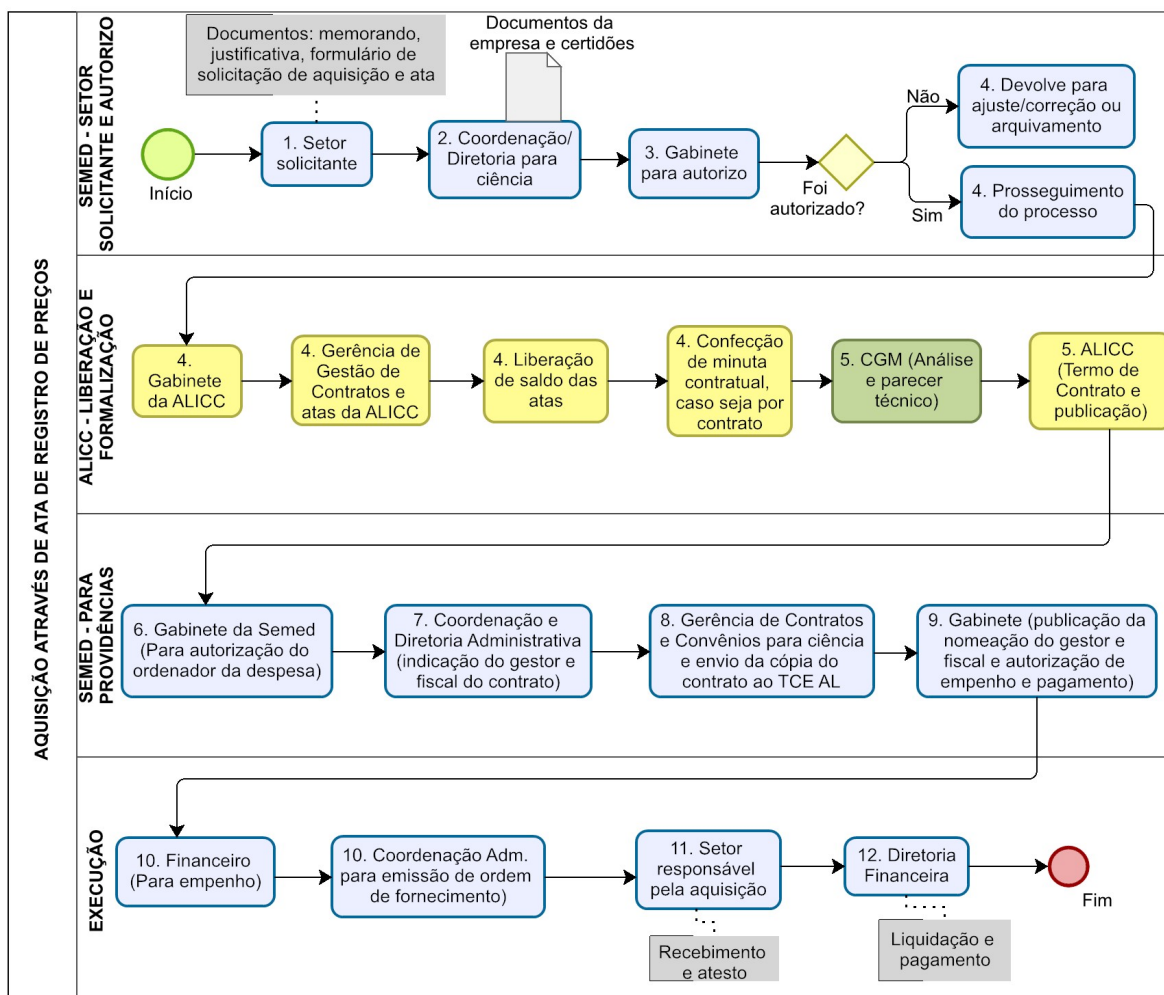 AQUISIÇÃO ATRAVÉS DE ATA DE REGISTRO DE PREÇOS
SEMED - SETOR
SOLICITANTE E AUTORIZO
Documentos: memorando,
justificativa, formulário de
solicitação de aquisição e ata
Documentos da
empresa e certidões
Início
1. Setor
solicitante
2. Coordenação/
Diretoria para
ciência
3. Gabinete
para autorizo
Foi
autorizado?
Não
4. Devolve para
ajuste/correção ou
arquivamento
Sim
4. Prosseguimento
do processo
ALICC - LIBERAÇÃO E
FORMALIZAÇÃO
4.
Gabinete
da ALICC
4. Gerência de
Gestão de
Contratos e
atas da ALICC
4. Liberação
de saldo das
atas
4. Confecção
de minuta
contratual,
caso seja por
contrato
5. CGM (Análise
e parecer
técnico)
5. ALICC
(Termo de
Contrato e
publicação)
SEMED - PARA
PROVIDÊNCIAS
6. Gabinete da Semed
(Para autorização do
ordenador da despesa)
7. Coordenação e
Diretoria Administrativa
(indicação do gestor e
fiscal do contrato)
8. Gerência de Contratos
e Convênios para ciência
e envio da cópia do
contrato ao TCE AL
9. Gabinete (publicação da
nomeação do gestor e
fiscal e autorização de
empenho e pagamento)
EXECUÇÃO
10. Financeiro
(Para empenho)
10. Coordenação Adm.
para emissão de ordem
de fornecimento)
11. Setor
responsável
pela aquisição
12. Diretoria
Financeira
Fim
Recebimento
e atesto
Liquidação e
pagamento